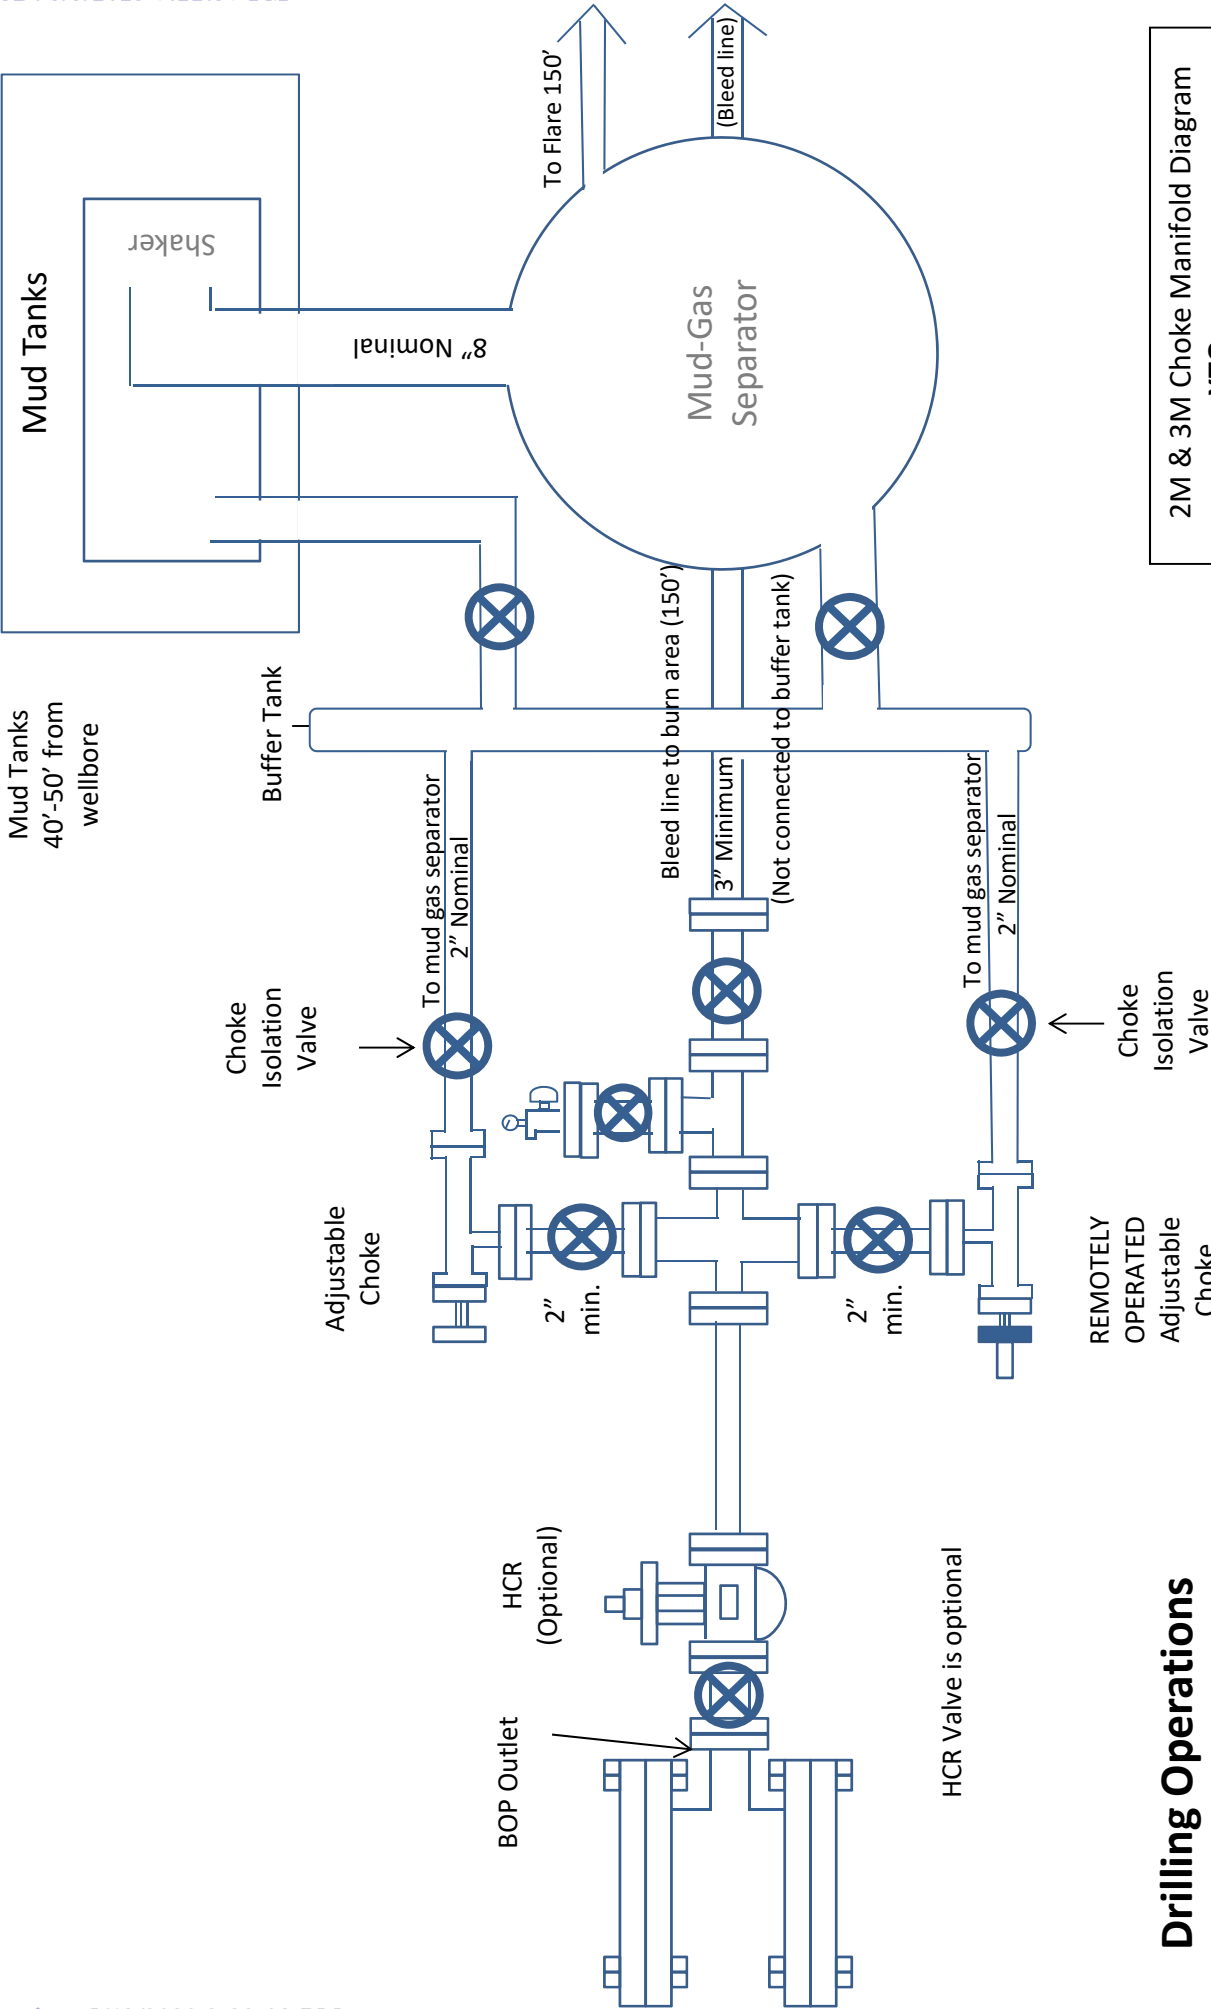 Mud Tanks
40’-50’ from
wellbore
Mud Tanks
Shaker
8” Nominal
To Flare 150’
(Bleed line)
Mud-Gas
Separator
Buffer Tank
Choke
Isolation
Valve
To mud gas separator
2” Nominal
Bleed line to burn area (150’)
3” Minimum
(Not connected to buffer tank)
To mud gas separator
2” Nominal
Choke
Isolation
Valve
Adjustable
Choke
2”
min.
2”
min.
REMOTELY
OPERATED
Adjustable
Choke
HCR
(Optional)
BOP Outlet
HCR Valve is optional
Drilling Operations
2M & 3M Choke Manifold Diagram